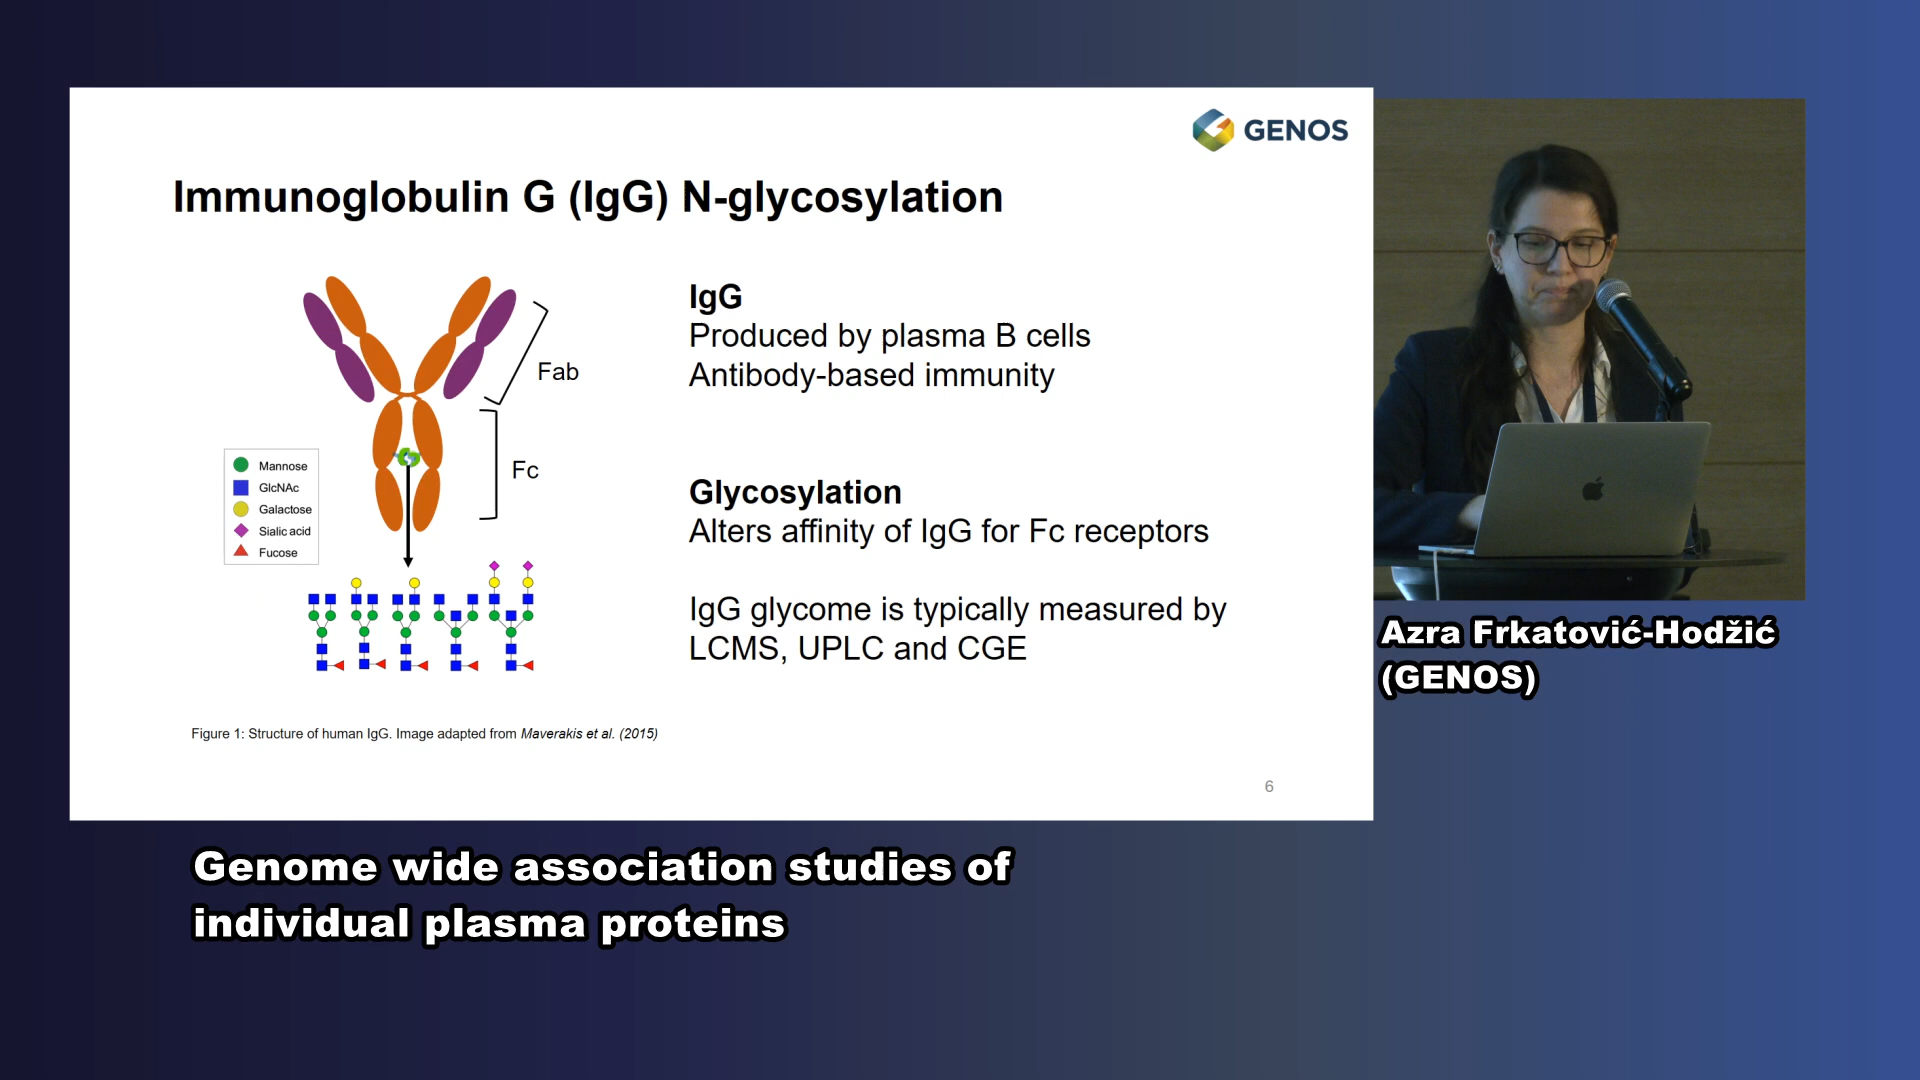 GENOS
Immunoglobulin G (IgG) N-glycosylation
Fab
Fc
Mannose
GlcNAc
Galactose
Sialic acid
Fucose
IgG
Produced by plasma B cells
Antibody-based immunity
Glycosylation
Alters affinity of IgG for Fc receptors
IgG glycome is typically measured by
LCMS, UPLC and CGE
Figure 1: Structure of human IgG. Image adapted from Maverakis et al. (2015)
6
Azra Frkatović-Hodžić
(GENOS)
Genome wide association studies of
individual plasma proteins